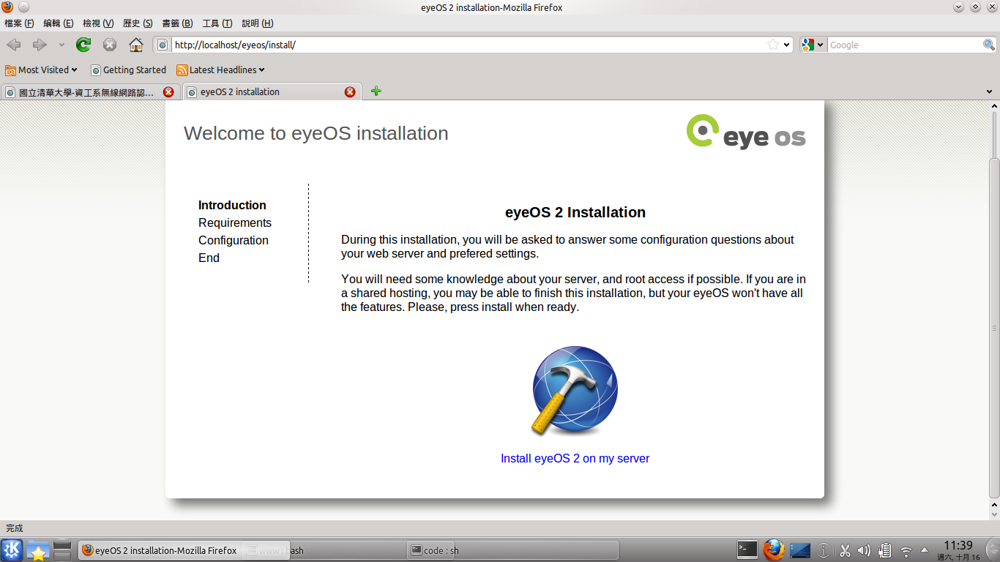 eyeOS 2 installation-Mozilla Firefox
檔案 (F) 編輯 (E) 檢視 (V) 歷史 (S) 書籤 (B) 工具 (T) 說明 (H)
http://localhost/eyeos/install/
Google
Most Visited Getting Started Latest Headlines
國立清華大學-資工系無線網路認... eyeOS 2 installation
Welcome to eyeOS installation
eye os
Introduction
Requirements
Configuration
End
eyeOS 2 Installation
During this installation, you will be asked to answer some configuration questions about
your web server and prefered settings.
You will need some knowledge about your server, and root access if possible. If you are in
a shared hosting, you may be able to finish this installation, but your eyeOS won't have all
the features. Please, press install when ready.
Install eyeOS 2 on my server
完成
eyeOS 2 installation-Mozilla Firefox www : bash code : sh
11:39
週六, 十月 16